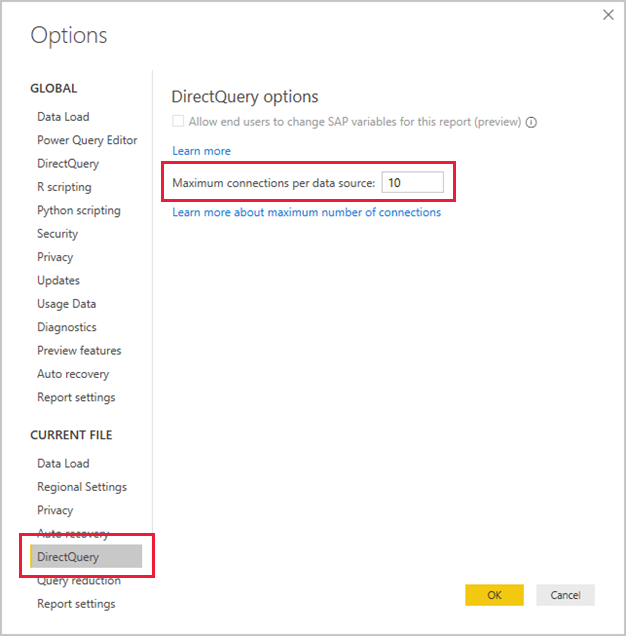 Options
GLOBAL
Data Load
Power Query Editor
DirectQuery
R scripting
Python scripting
Security
Privacy
Updates
Usage Data
Diagnostics
Preview features
Auto recovery
Report settings
CURRENT FILE
Data Load
Regional Settings
Privacy
Auto recovery
DirectQuery
Query reduction
Report settings
DirectQuery options
Allow end users to change SAP variables for this report (preview)
Learn more
Maximum connections per data source: 10
Learn more about maximum number of connections
OK Cancel